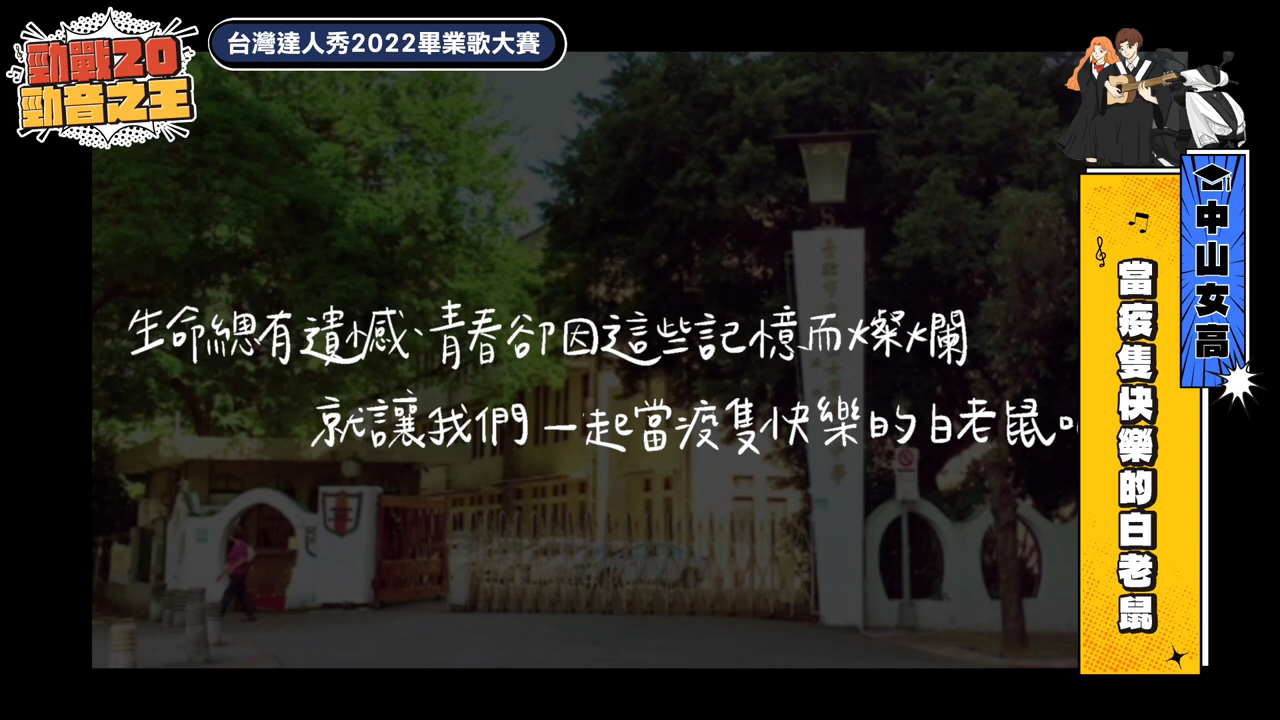 勁戰20
勁音之王
台灣達人秀2022畢業歌大賽
生命總有遺憾、青春卻因這些記憶而燦爛
就讓我們一起當疫隻快樂的白老鼠
中山女高
當疫隻快樂的白老鼠